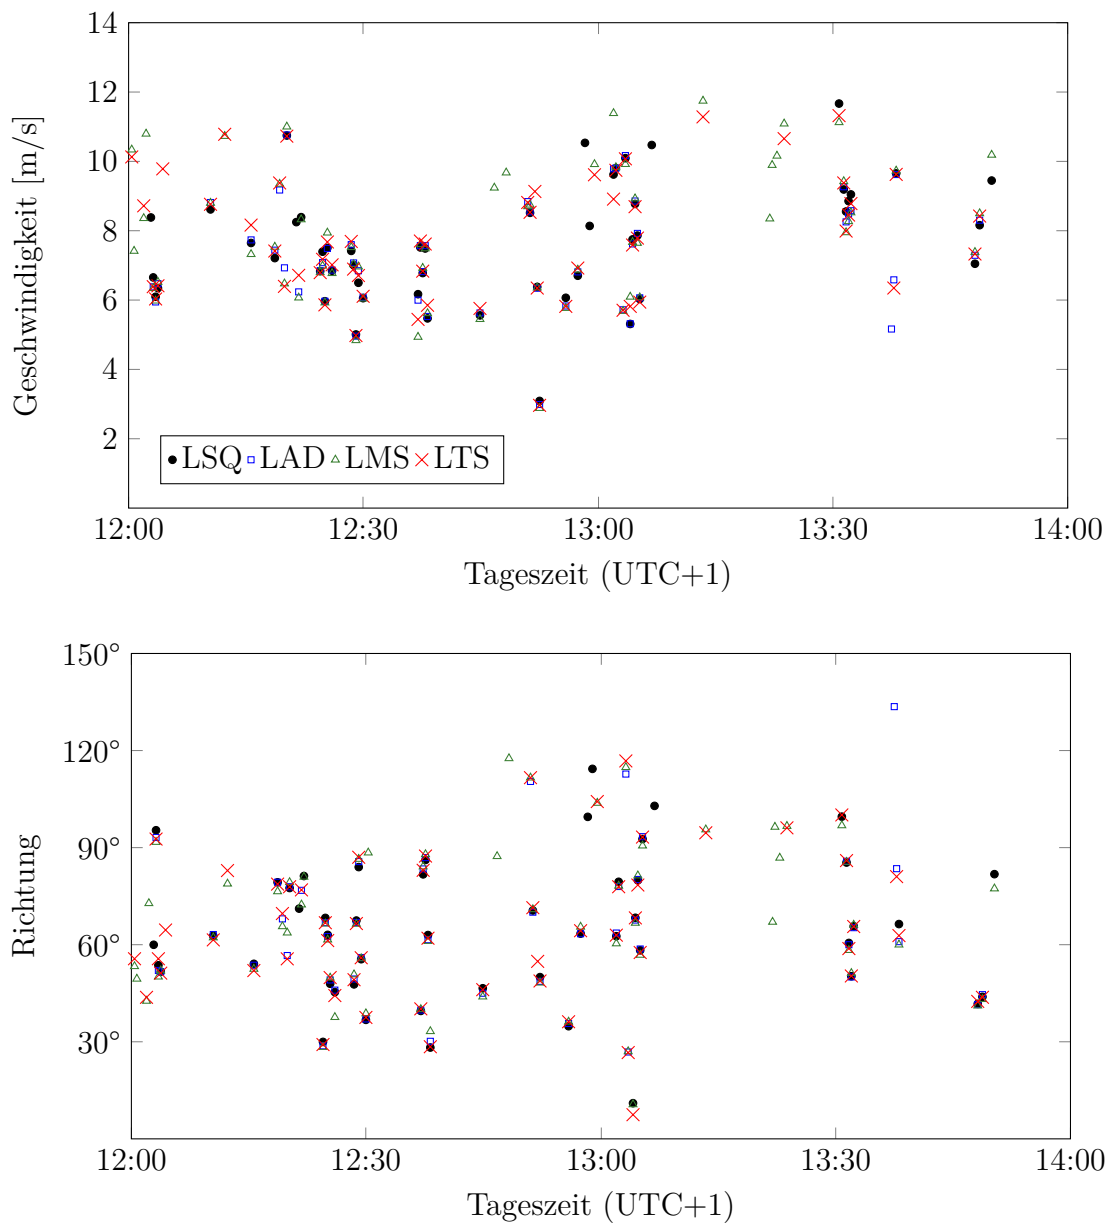 14
12
10
8
6
4
2
Geschwindigkeit [m/s]
LSQ LAD LMS LTS
12:00 12:30 13:00 13:30 14:00
Tageszeit (UTC+1)
150°
120°
90°
60°
30°
Richtung
12:00 12:30 13:00 13:30 14:00
Tageszeit (UTC+1)